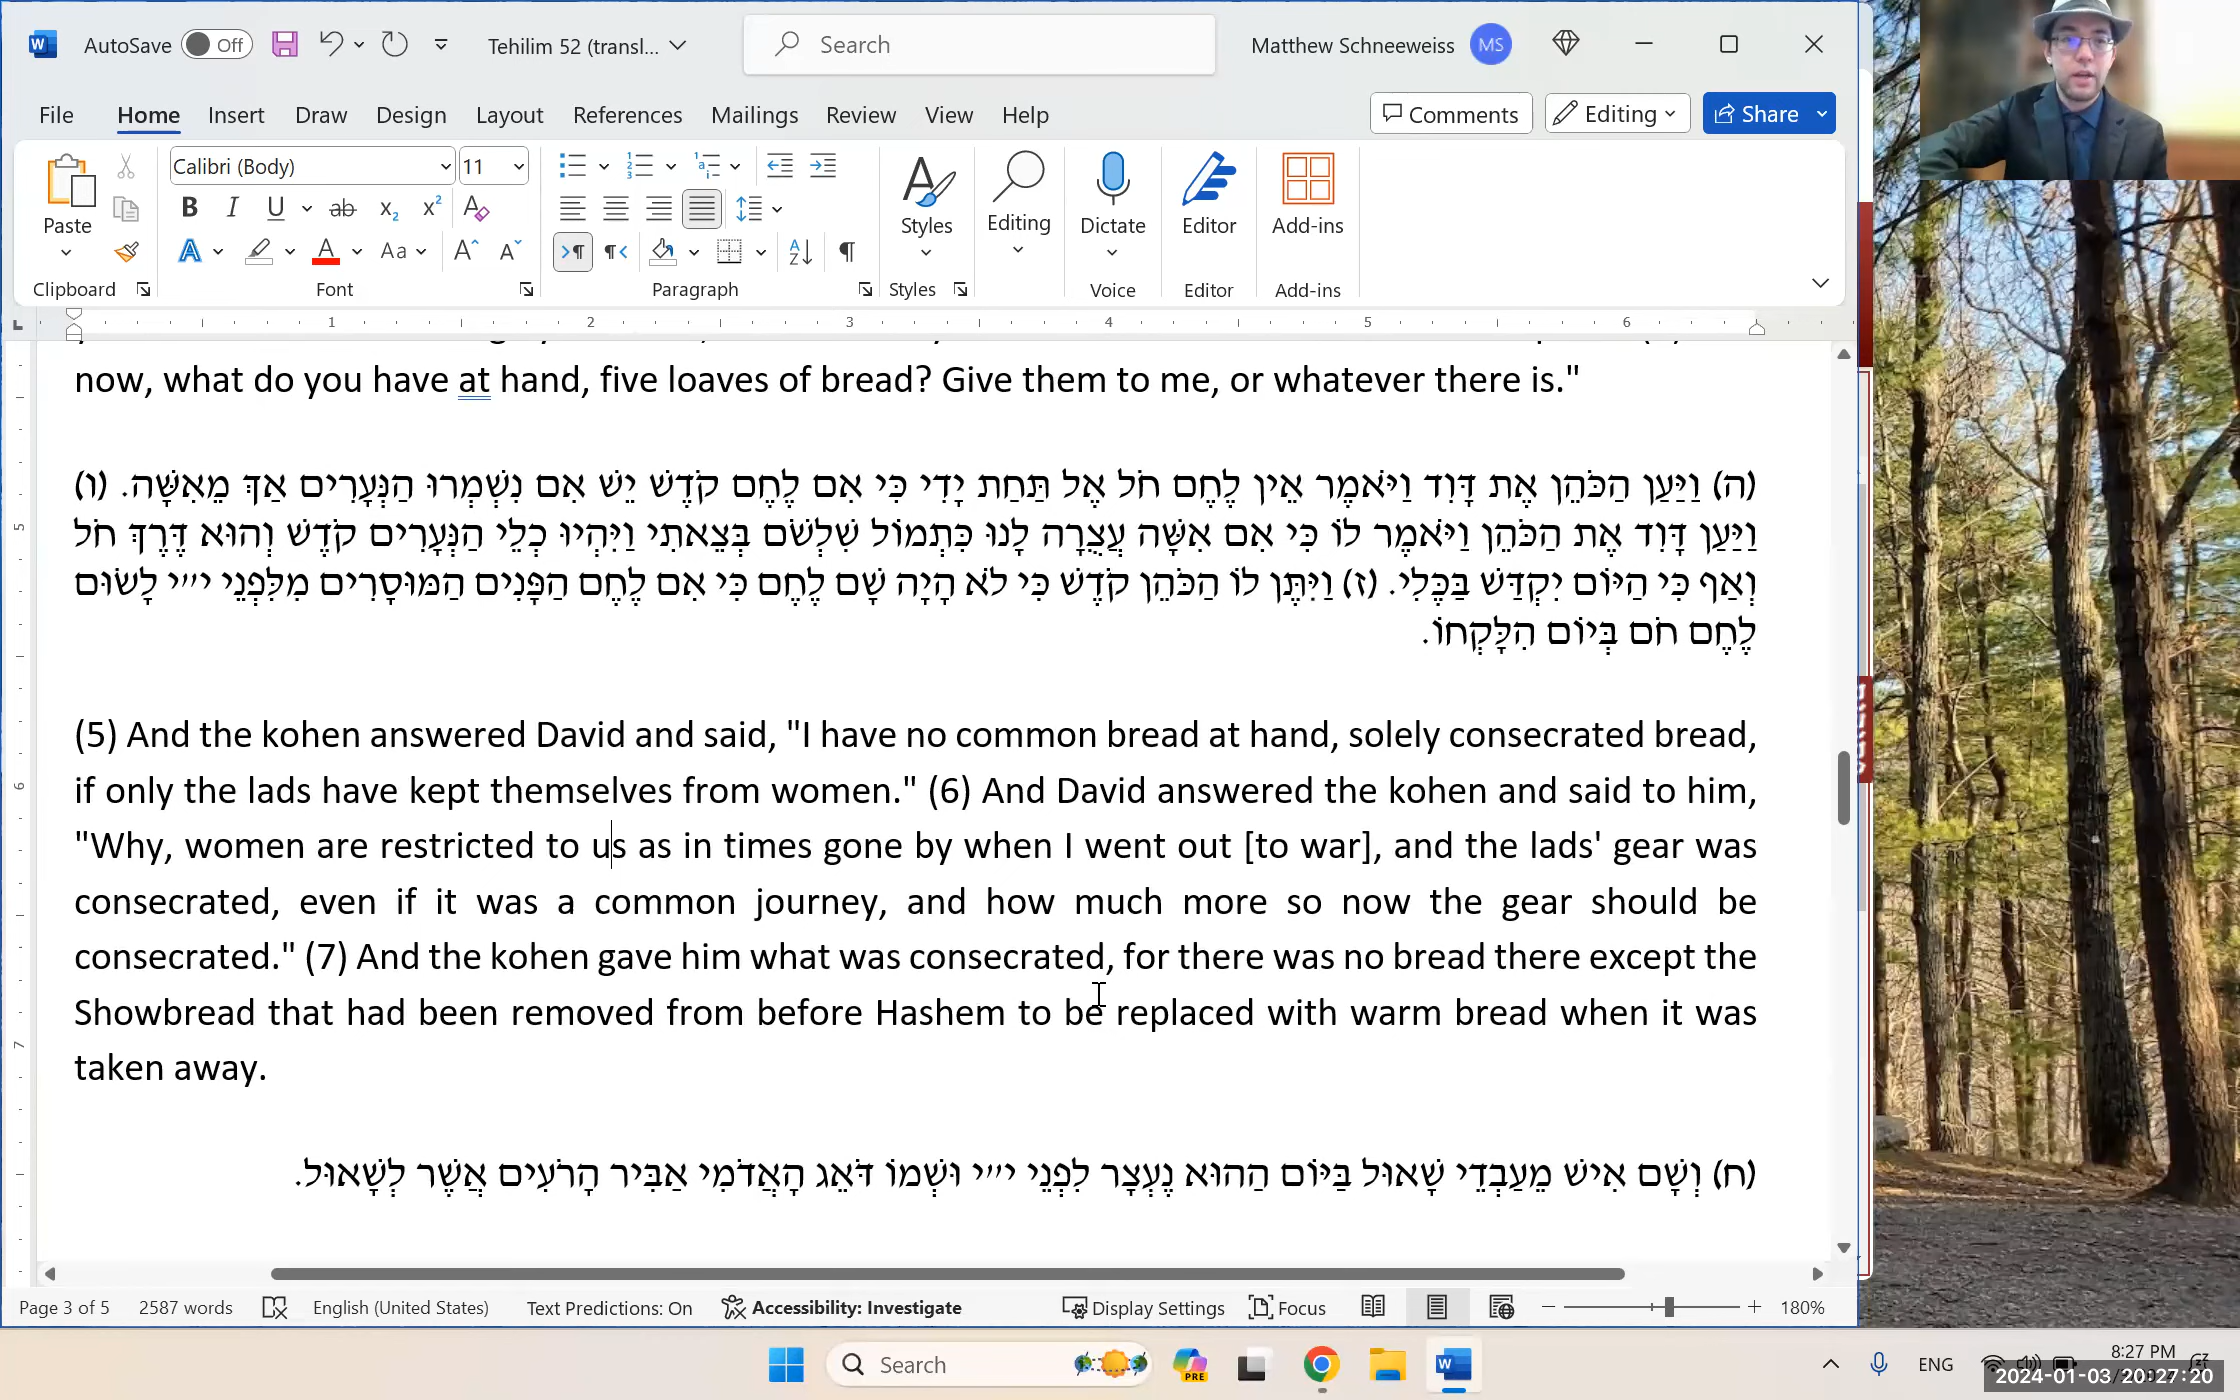 AutoSave Off Tehilim 52 (transl... Search Matthew Schneeweiss MS
File Home Insert Draw Design Layout References Mailings Review View Help Comments Editing Share
Calibri (Body) 11
Paste Styles Editing Dictate Editor Add-ins
Clipboard Font Paragraph Styles Voice Editor Add-ins
1 2 3 4 5 6
now, what do you have at hand, five loaves of bread? Give them to me, or whatever there is."
(ה) וַיַּעַן הַכֹּהֵן אֶת דָּוִד וַיֹּאמֶר אֵין לֶחֶם חֹל אֶל תַּחַת יָדִי כִּי אִם לֶחֶם קֹדֶשׁ יֵשׁ אִם נִשְׁמְרוּ הַנְּעָרִים אַךְ מֵאִשָּׁה. (ו)
וַיַּעַן דָּוִד אֶת הַכֹּהֵן וַיֹּאמֶר לוֹ כִּי אִם אִשָּׁה עֲצֻרָה לָנוּ כִּתְמוֹל שִׁלְשֹׁם בְּצֵאתִי וַיִּהְיוּ כְלֵי הַנְּעָרִים קֹדֶשׁ וְהוּא דֶּרֶךְ חֹל
וְאַף כִּי הַיּוֹם יִקְדַּשׁ בַּכֶּלִי. (ז) וַיִּתֶּן לוֹ הַכֹּהֵן קֹדֶשׁ כִּי לֹא הָיָה שָׁם לֶחֶם כִּי אִם לֶחֶם הַפָּנִים הַמּוּסָרִים מִלִּפְנֵי י״י לָשׂוּם
לֶחֶם חֹם בְּיוֹם הִלָּקְחוֹ.
(5) And the kohen answered David and said, "I have no common bread at hand, solely consecrated bread,
if only the lads have kept themselves from women." (6) And David answered the kohen and said to him,
"Why, women are restricted to us as in times gone by when I went out [to war], and the lads' gear was
consecrated, even if it was a common journey, and how much more so now the gear should be
consecrated." (7) And the kohen gave him what was consecrated, for there was no bread there except the
Showbread that had been removed from before Hashem to be replaced with warm bread when it was
taken away.
(ח) וְשָׁם אִישׁ מֵעַבְדֵי שָׁאוּל בַּיּוֹם הַהוּא נֶעְצָר לִפְנֵי י״י וּשְׁמוֹ דֹּאֵג הָאֲדֹמִי אַבִּיר הָרֹעִים אֲשֶׁר לְשָׁאוּל.
5
6
7
Page 3 of 5 2587 words English (United States) Text Predictions: On Accessibility: Investigate Display Settings Focus 180%
Search PRE ENG 8:27 PM
2024-01-03 20:27:20